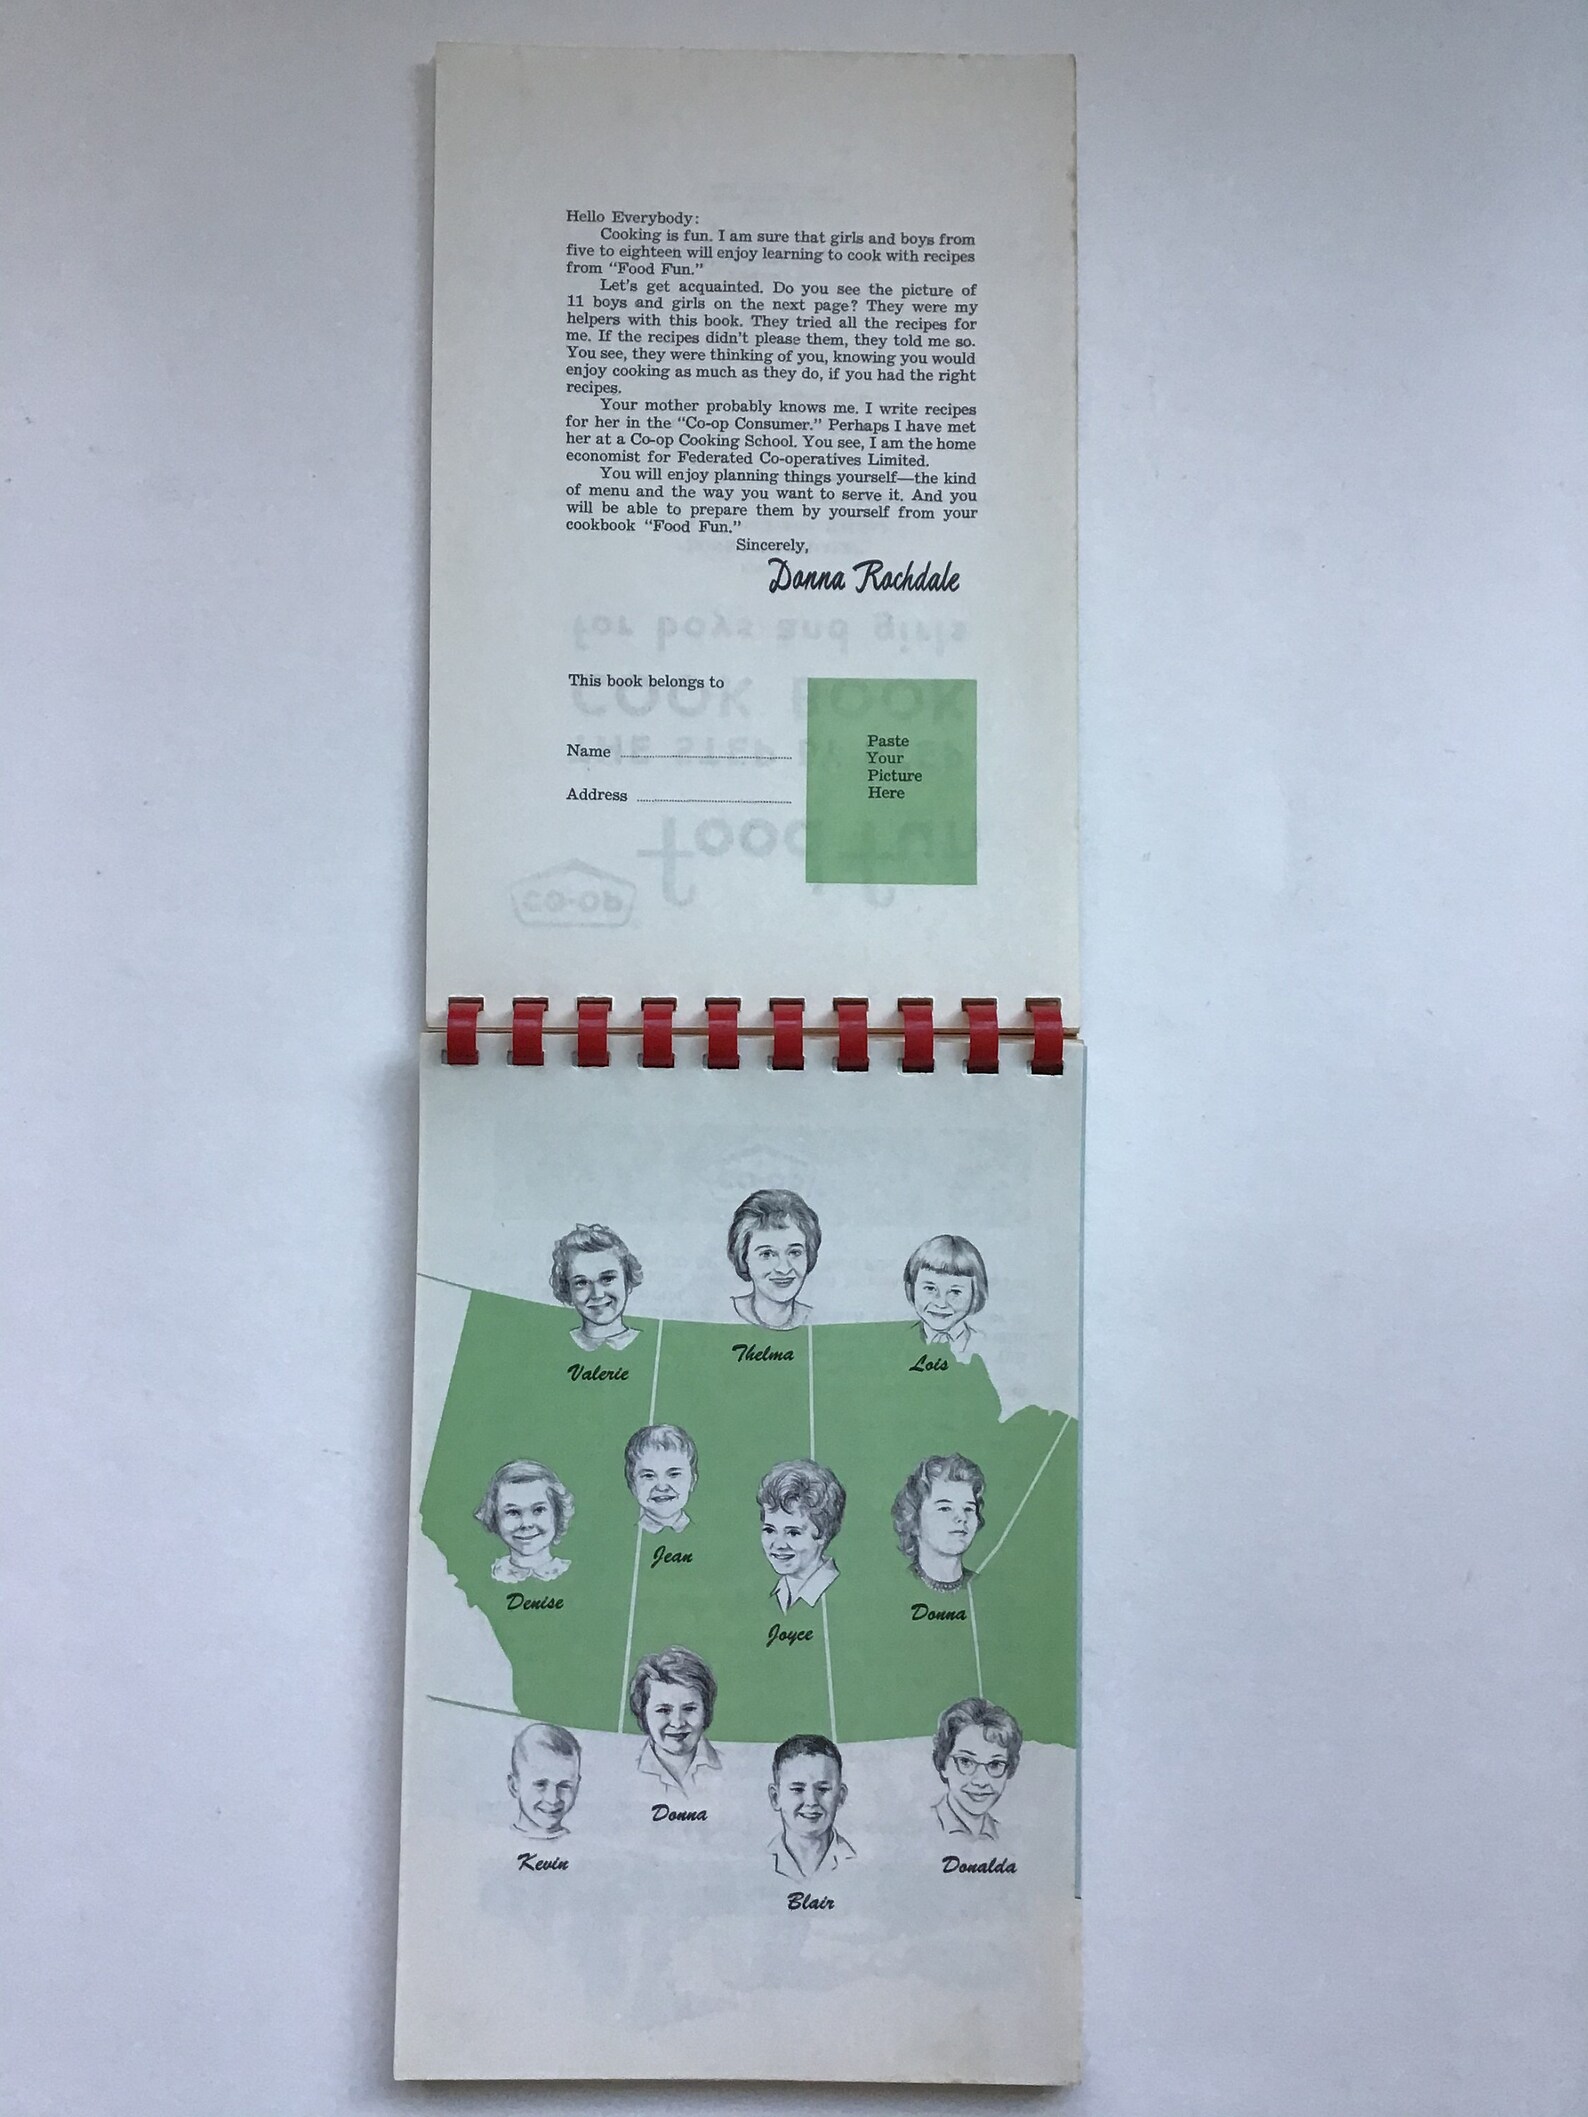 Hello Everybody:
Cooking is fun. I am sure that girls and boys from
five to eighteen will enjoy learning to cook with recipes
from "Food Fun."
Let's get acquainted. Do you see the picture of
11 boys and girls on the next page? They were my
helpers with this book. They tried all the recipes for
me. If the recipes didn't please them, they told me so.
You see, they were thinking of you, knowing you would
enjoy cooking as much as they do, if you had the right
recipes.
Your mother probably knows me. I write recipes
for her in the "Co-op Consumer." Perhaps I have met
her at a Co-op Cooking School. You see, I am the home
economist for Federated Co-operatives Limited.
You will enjoy planning things yourself—the kind
of menu and the way you want to serve it. And you
will be able to prepare them by yourself from your
cookbook "Food Fun."
Sincerely,
Donna Rochdale
This book belongs to
Name
Address
Paste
Your
Picture
Here
Valerie
Thelma
Lois
Denise
Jean
Joyce
Donna
Kevin
Donna
Blair
Donalda